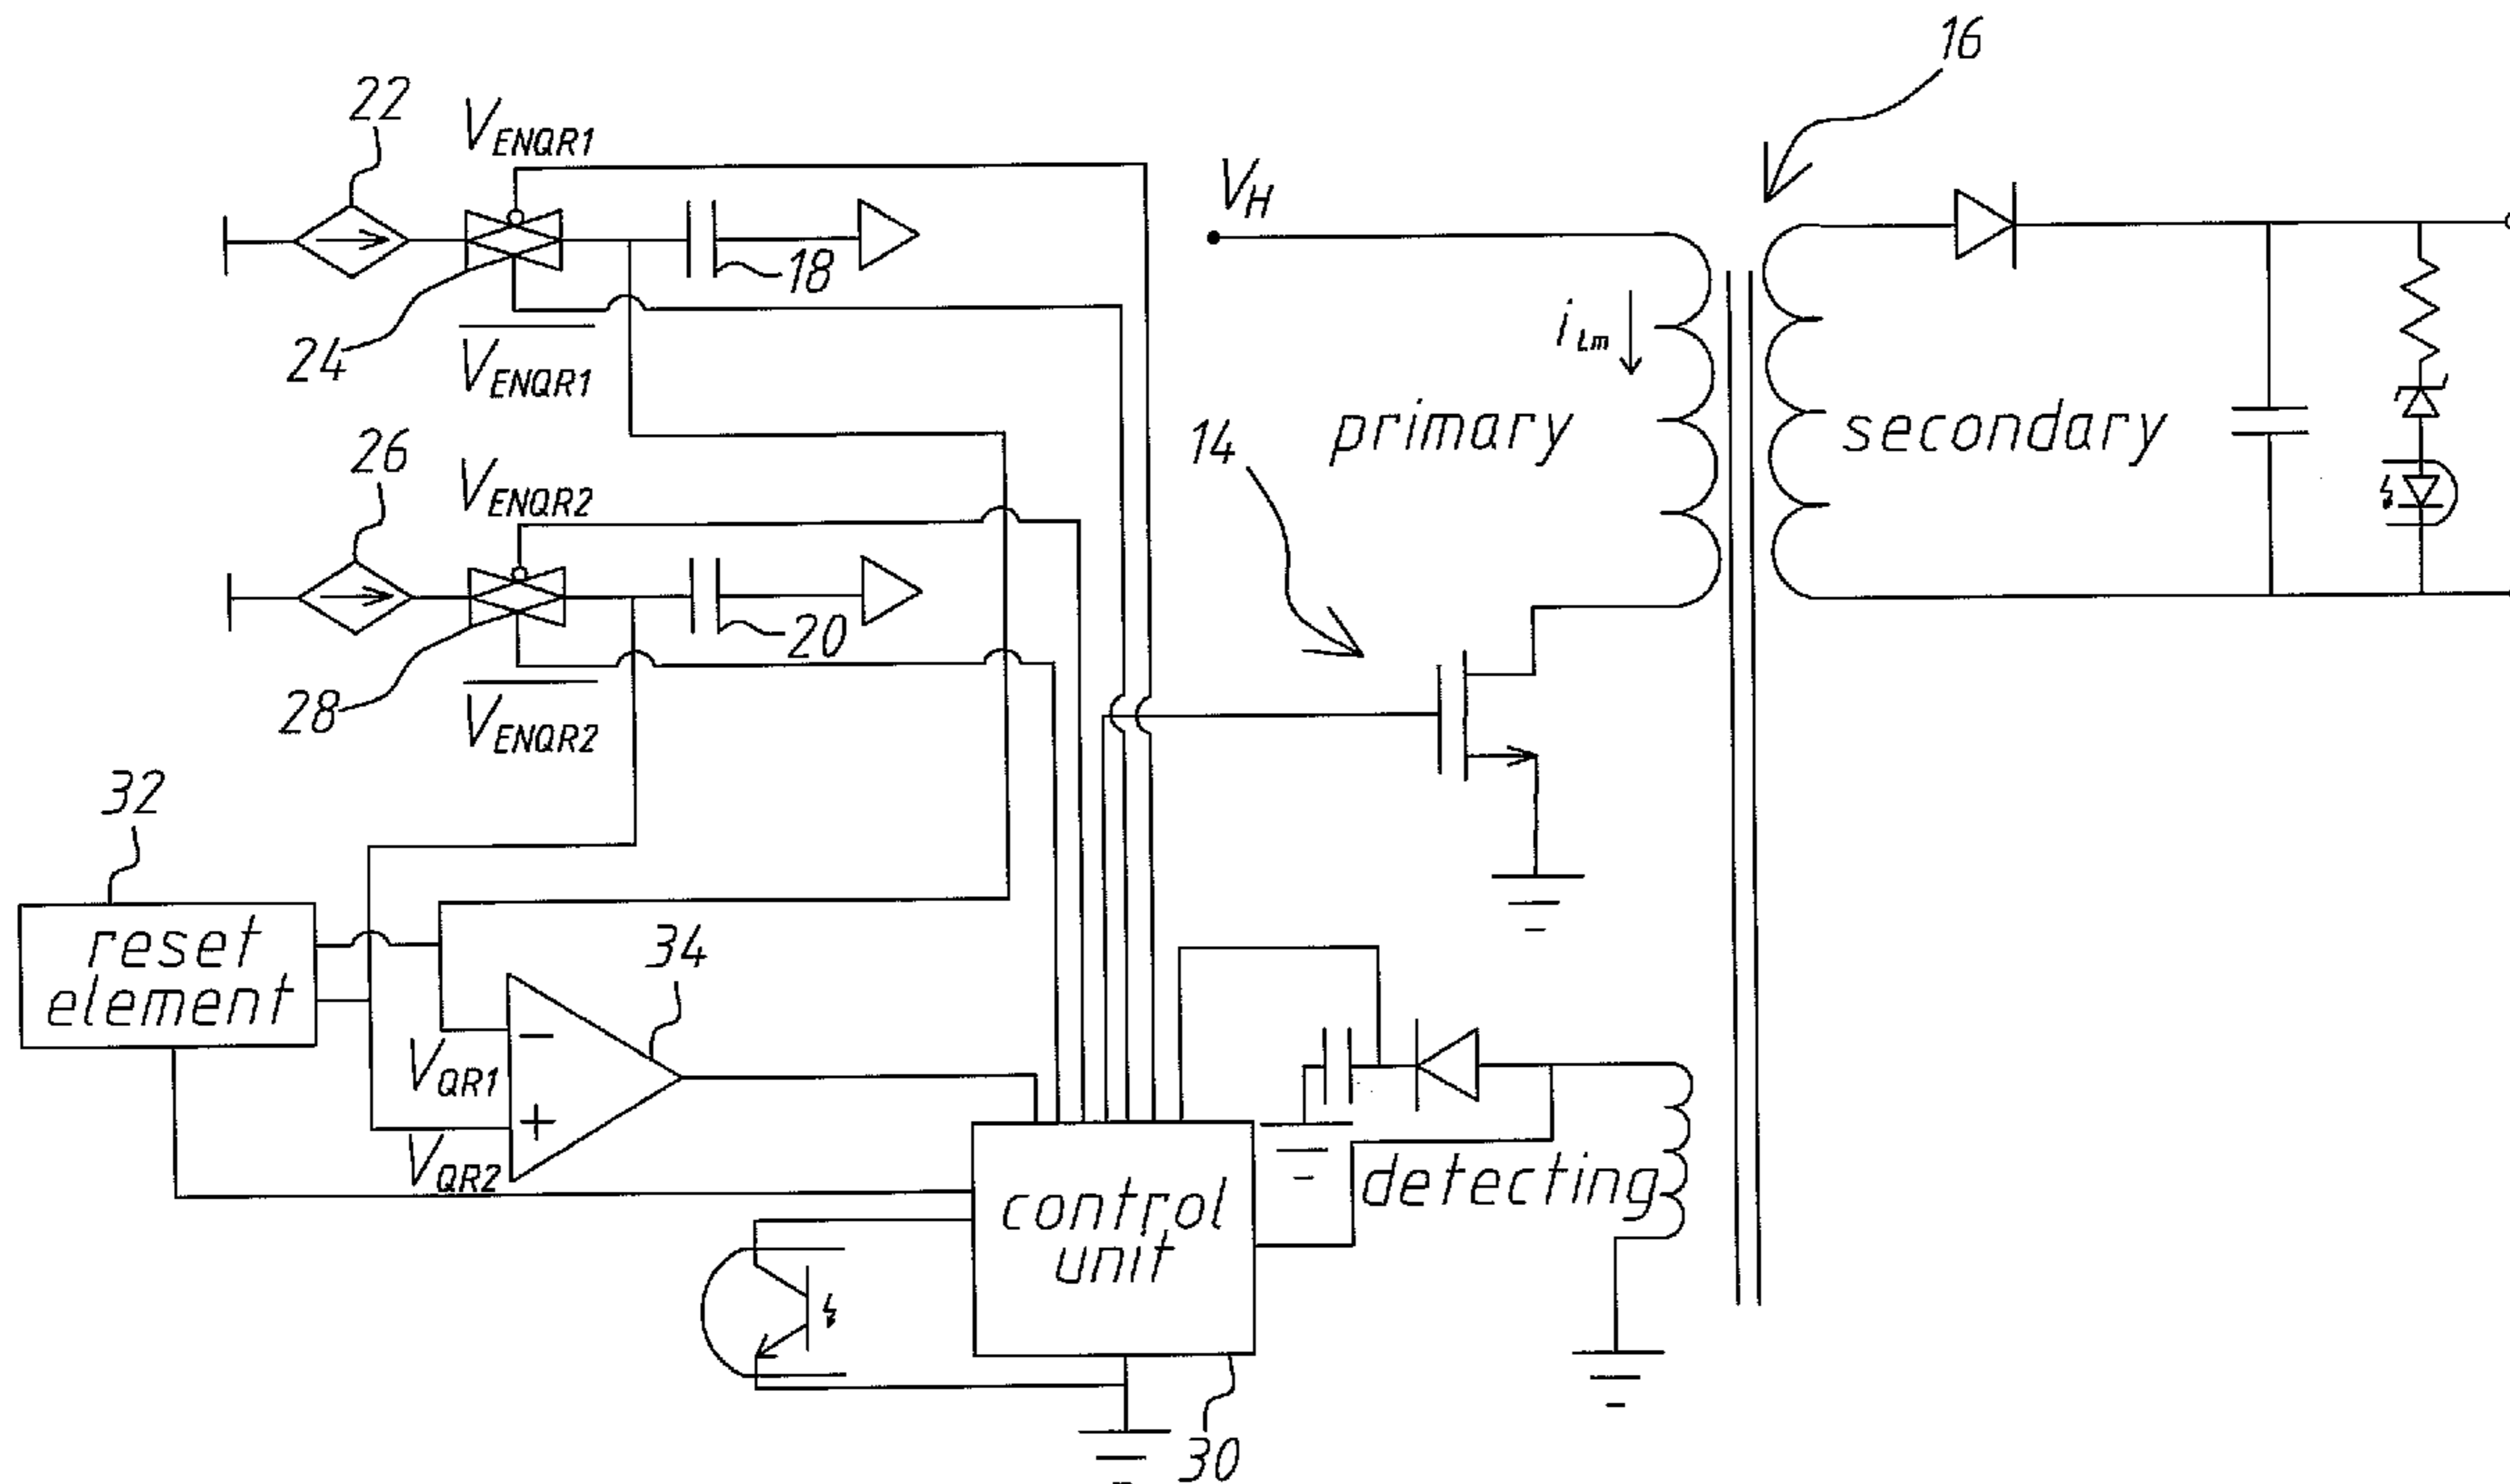 16
22
V_ENQR1
V_H
18
24
V_ENQR1
i_Lm
primary
secondary
14
26
V_ENQR2
20
28
V_ENQR2
32
reset
element
34
−
V_QR1
+
V_QR2
control
unit
detecting
30